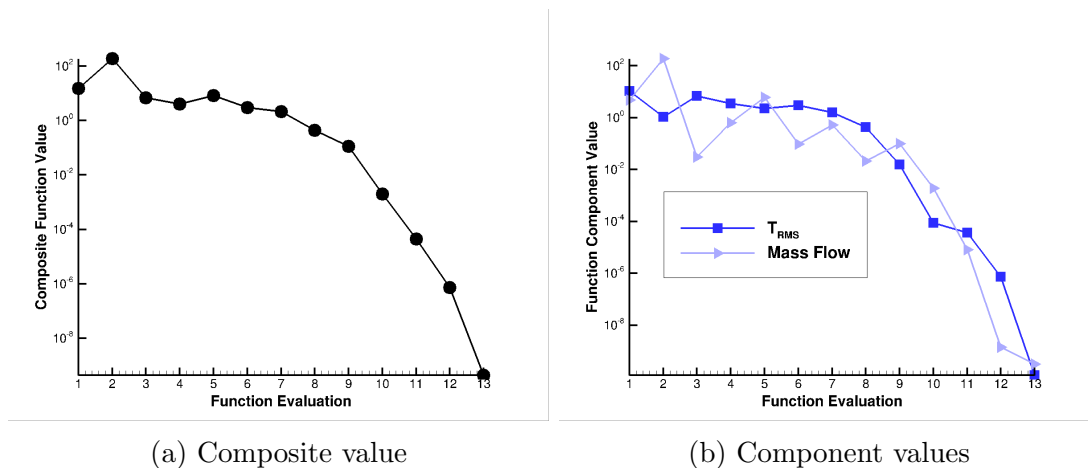 10^2
10^0
10^-2
10^-4
10^-6
10^-8
Composite Function Value
1 2 3 4 5 6 7 8 9 10 11 12 13
Function Evaluation
(a) Composite value
10^2
10^0
10^-2
10^-4
10^-6
10^-8
Function Component Value
T_RMS
Mass Flow
1 2 3 4 5 6 7 8 9 10 11 12 13
Function Evaluation
(b) Component values